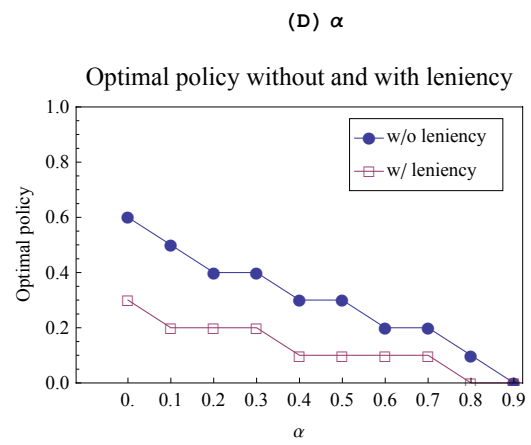 (D) α
Optimal policy without and with leniency
1.0
0.8
0.6
0.4
0.2
0.0
Optimal policy
w/o leniency
w/ leniency
0. 0.1 0.2 0.3 0.4 0.5 0.6 0.7 0.8 0.9
α